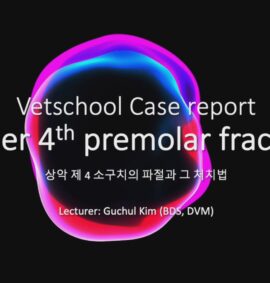 Vetschool Case report
er 4th premolar frac
상악 제 4 소구치의 파절과 그 처치법
Lecturer: Guchul Kim (BDS, DVM)